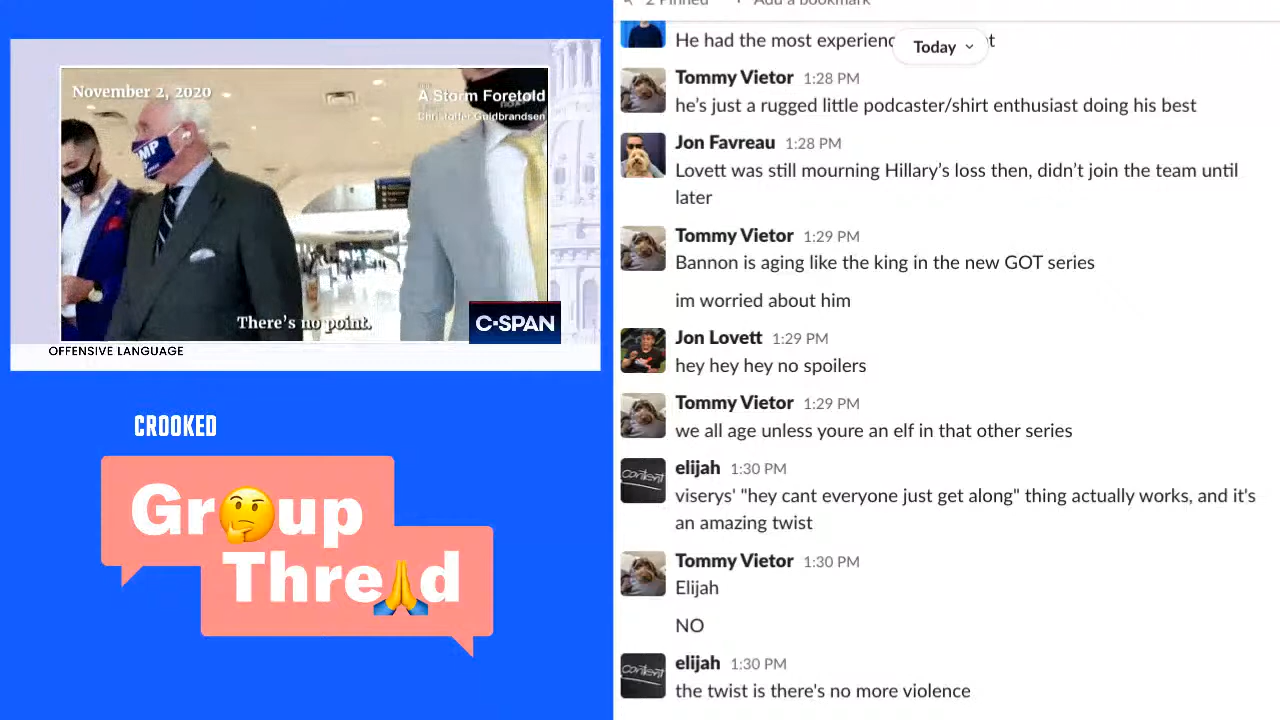 November 2, 2020
A Storm Foretold
Christoffer Guldbrandsen
There's no point.
C-SPAN
OFFENSIVE LANGUAGE
CROOKED
Gr🤔up
Thre🙏d
2 Pinned
+ Add a bookmark
He had the most experienc
t
Today
Tommy Vietor 1:28 PM
he's just a rugged little podcaster/shirt enthusiast doing his best
Jon Favreau 1:28 PM
Lovett was still mourning Hillary's loss then, didn't join the team until
later
Tommy Vietor 1:29 PM
Bannon is aging like the king in the new GOT series
im worried about him
Jon Lovett 1:29 PM
hey hey hey no spoilers
Tommy Vietor 1:29 PM
we all age unless youre an elf in that other series
elijah 1:30 PM
viserys' "hey cant everyone just get along" thing actually works, and it's
an amazing twist
Tommy Vietor 1:30 PM
Elijah
NO
elijah 1:30 PM
the twist is there's no more violence